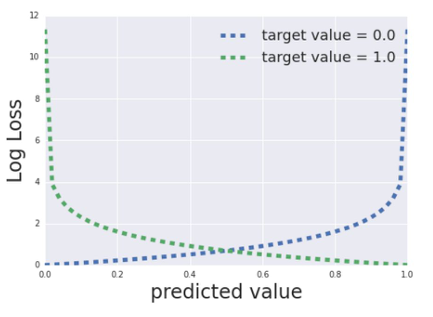 12
10
8
6
4
2
0
Log Loss
target value = 0.0
target value = 1.0
0.0 0.2 0.4 0.6 0.8 1.0
predicted value